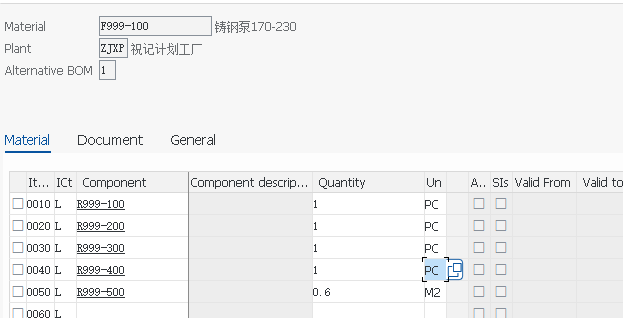 Material F999-100 铸钢泵170-230
Plant ZJXP 祝记计划工厂
Alternative BOM 1
Material Document General
It... ICt Component Component descrip... Quantity Un A.. SIs Valid From Valid to
0010 L R999-100 1 PC
0020 L R999-200 1 PC
0030 L R999-300 1 PC
0040 L R999-400 1 PC
0050 L R999-500 0.6 M2
0060 L